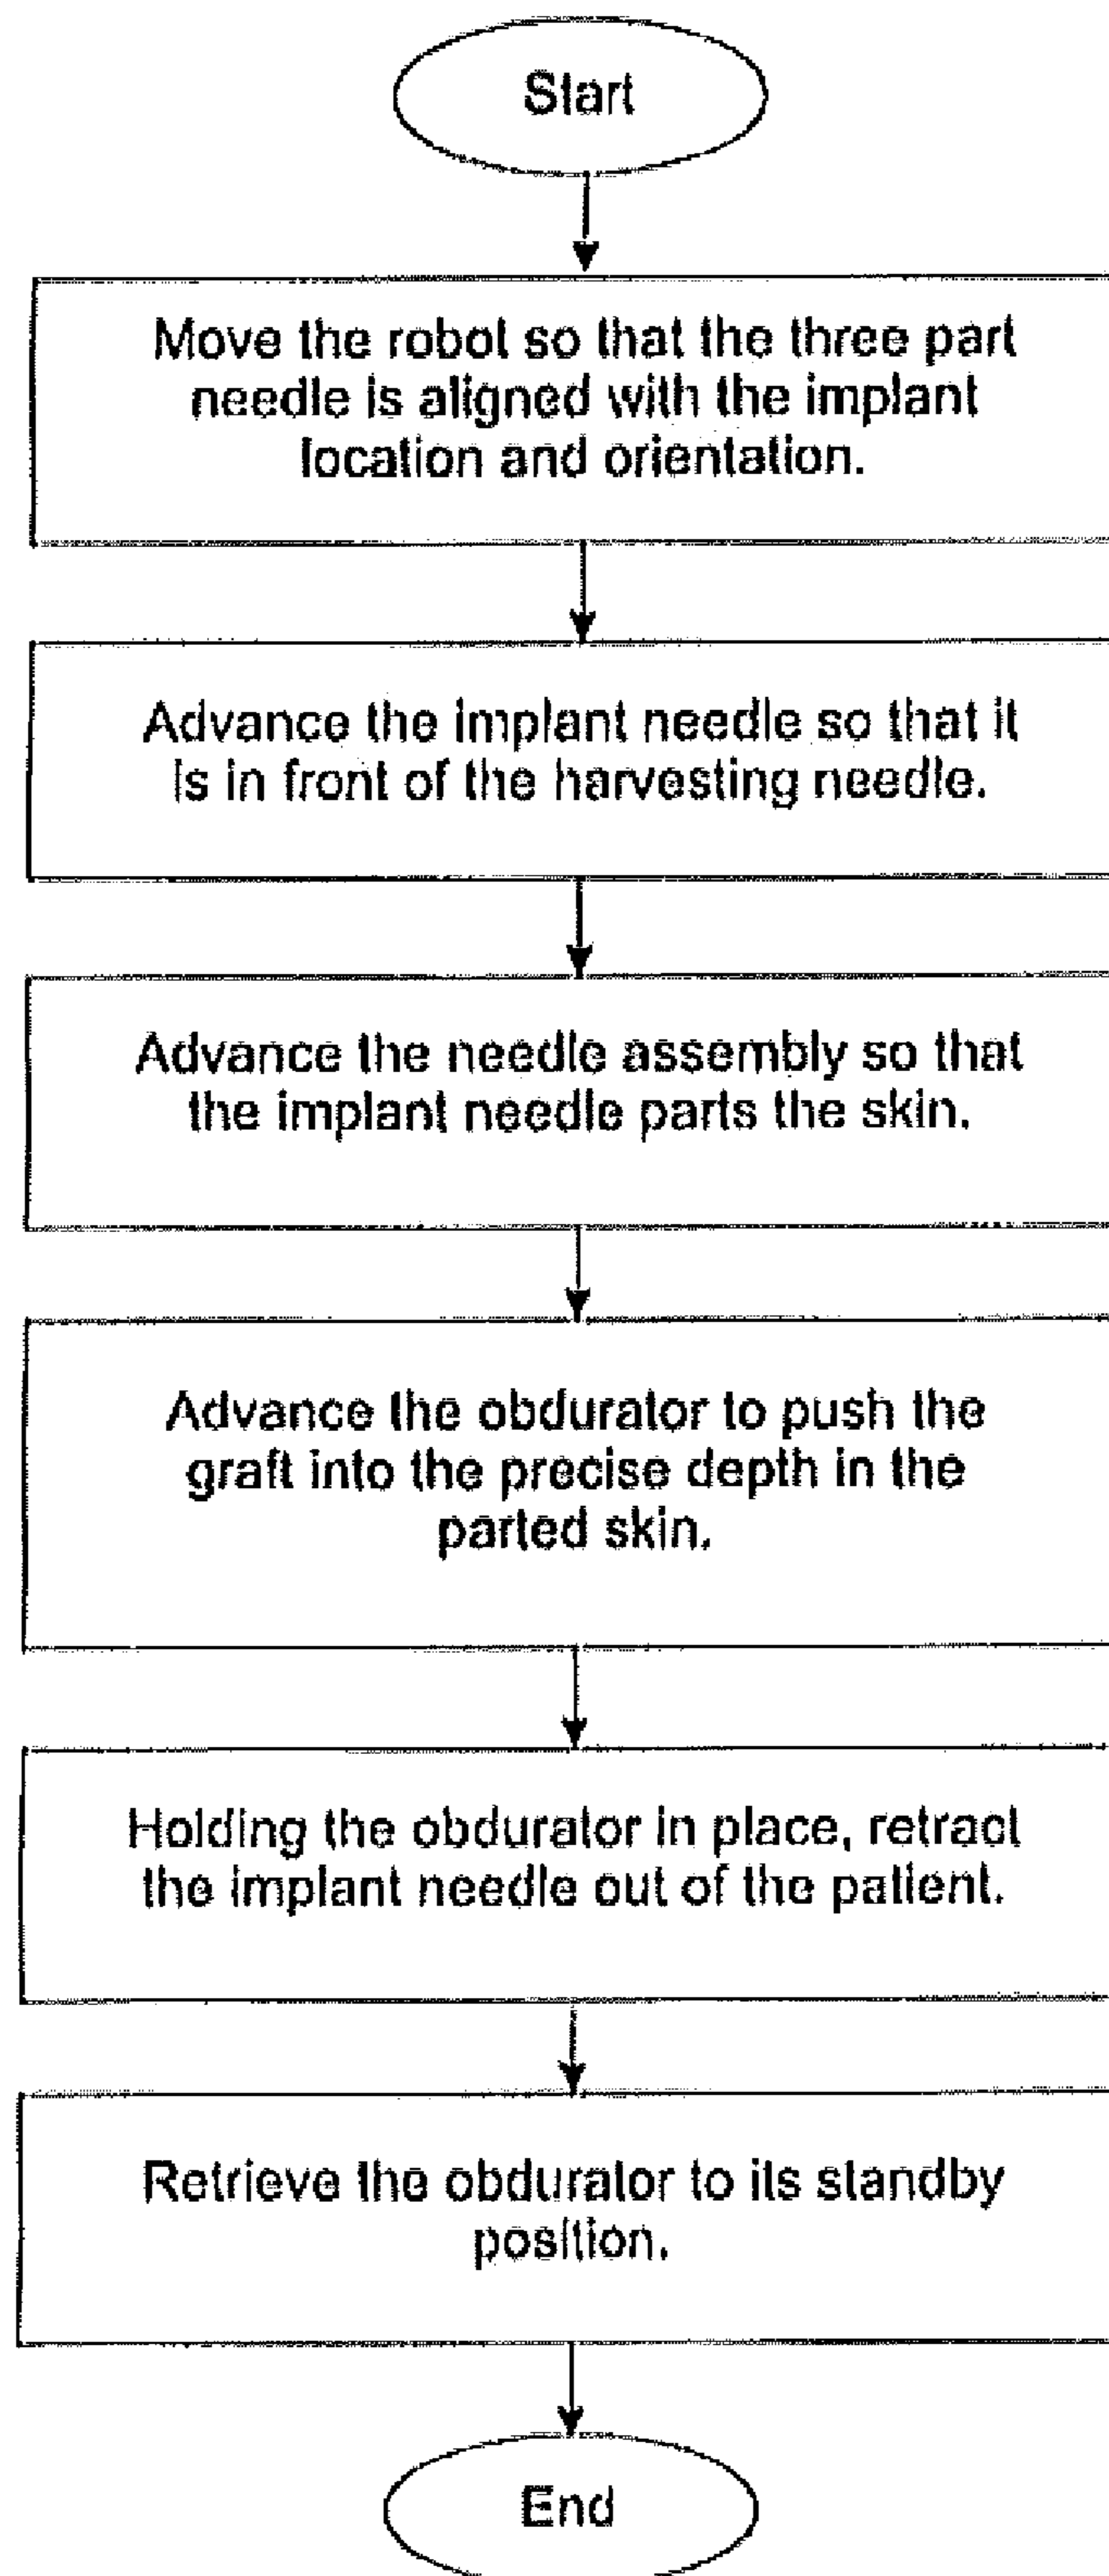 Start
Move the robot so that the three part
needle is aligned with the implant
location and orientation.
Advance the implant needle so that it
is in front of the harvesting needle.
Advance the needle assembly so that
the implant needle parts the skin.
Advance the obdurator to push the
graft into the precise depth in the
parted skin.
Holding the obdurator in place, retract
the implant needle out of the patient.
Retrieve the obdurator to its standby
position.
End